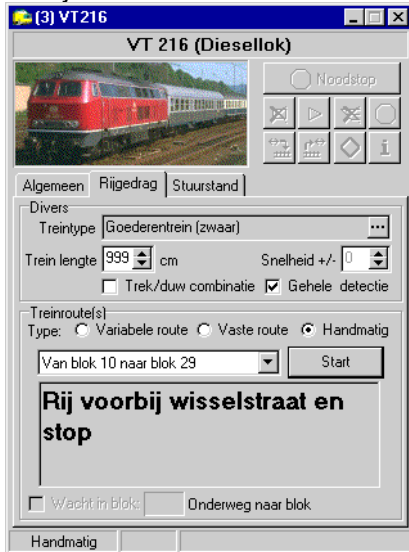 (3) VT216
VT 216 (Diesellok)
Noodstop
Algemeen Rijgedrag Stuurstand
Divers
Treintype Goederentrein (zwaar) ...
Trein lengte 999 cm Snelheid +/- 0
Trek/duw combinatie Gehele detectie
Treinroute(s)
Type: Variabele route Vaste route Handmatig
Van blok 10 naar blok 29 Start
Rij voorbij wisselstraat en
stop
Wacht in blok: Onderweg naar blok
Handmatig